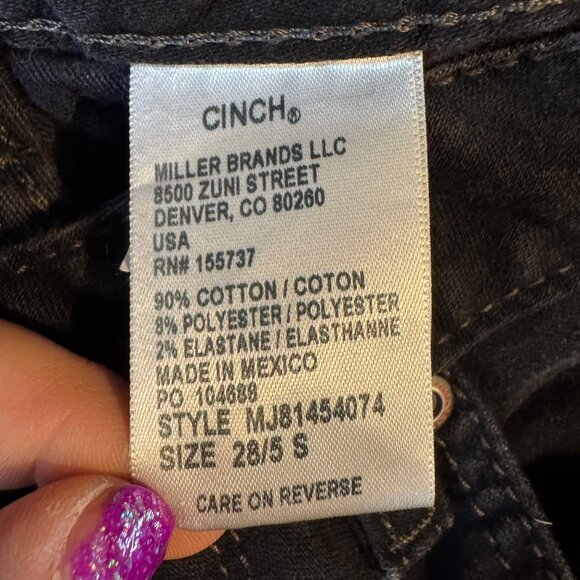 CINCH®
MILLER BRANDS LLC
8500 ZUNI STREET
DENVER, CO 80260
USA
RN# 155737
90% COTTON / COTON
8% POLYESTER / POLYESTER
2% ELASTANE / ELASTHANNE
MADE IN MEXICO
PO 104688
STYLE MJ81454074
SIZE 28/5 S
CARE ON REVERSE